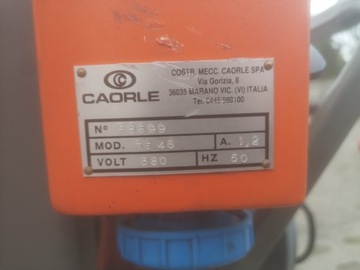 CAORLE
COSTR. MECC. CAORLE SPA
Via Gorizia, 8
36035 MARANO VIC. (VI) ITALIA
Tel. 0445/560100
N°
MOD. 48 A. 1,2
VOLT 380 HZ 50